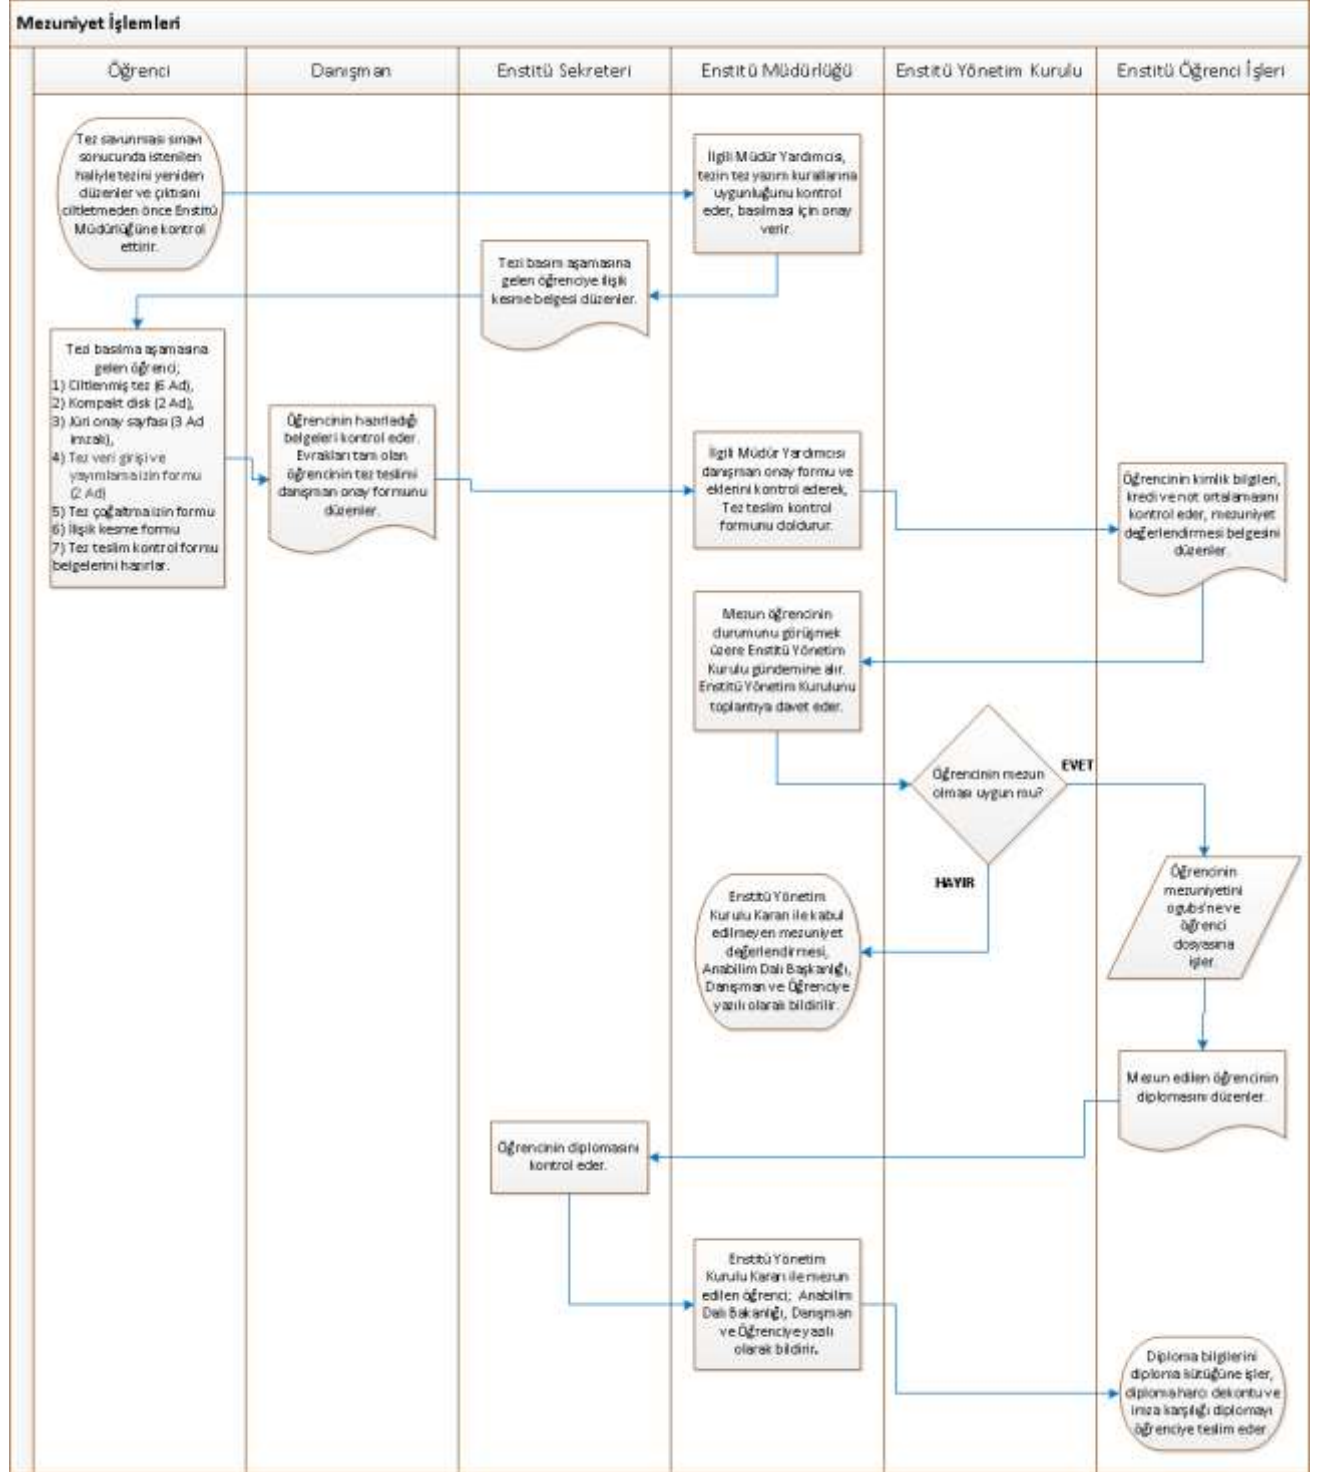 Mezuniyet İşlemleri
Öğrenci
Danışman
Enstitü Sekreteri
Enstitü Müdürlüğü
Enstitü Yönetim Kurulu
Enstitü Öğrenci İşleri
Tez savunması sınavı
sonucunda istenilen
haliyle tezini yeniden
düzenler ve çıktısını
ciltletmeden önce Enstitü
Müdürlüğüne kontrol
ettirir.
İlgili Müdür Yardımcısı,
tezin tez yazım kurallarına
uygunluğunu kontrol
eder, basılması için onay
verir.
Tezi basım aşamasına
gelen öğrenciye ilişik
kesme belgesi düzenler.
Tezi basılma aşamasına
gelen öğrenci;
1) Ciltlenmiş tez (6 Ad),
2) Kompakt disk (2 Ad),
3) Jüri onay sayfası (3 Ad
imzalı),
4) Tez veri girişi ve
yayımlama izin formu
(2 Ad)
5) Tez çoğaltma izin formu
6) İlişik kesme formu
7) Tez teslim kontrol formu
belgelerini hazırlar.
Öğrencinin hazırladığı
belgeleri kontrol eder.
Evrakları tam olan
öğrencinin tez teslimi
danışman onay formunu
düzenler.
İlgili Müdür Yardımcısı
danışman onay formu ve
eklerini kontrol ederek,
Tez teslim kontrol
formunu doldurur.
Öğrencinin kimlik bilgileri,
kredi ve not ortalamasını
kontrol eder, mezuniyet
değerlendirmesi belgesini
düzenler.
Mezun öğrencinin
durumunu görüşmek
üzere Enstitü Yönetim
Kurulu gündemine alır.
Enstitü Yönetim Kurulunu
toplantıya davet eder.
Öğrencinin mezun
olması uygun mu?
EVET
HAYIR
Enstitü Yönetim
Kurulu Kararı ile kabul
edilmeyen mezuniyet
değerlendirmesi,
Anabilim Dalı Başkanlığı,
Danışman ve Öğrenciye
yazılı olarak bildirilir.
Öğrencinin
mezuniyetini
ogubs'ne ve
öğrenci
dosyasına
işler.
Mezun edilen öğrencinin
diplomasını düzenler.
Öğrencinin diplomasını
kontrol eder.
Enstitü Yönetim
Kurulu Kararı ile mezun
edilen öğrenci; Anabilim
Dalı Bakanlığı, Danışman
ve Öğrenciye yazılı
olarak bildirir.
Diploma bilgilerini
diploma kütüğüne işler,
diploma harcı dekontu ve
imza karşılığı diplomayı
öğrenciye teslim eder.